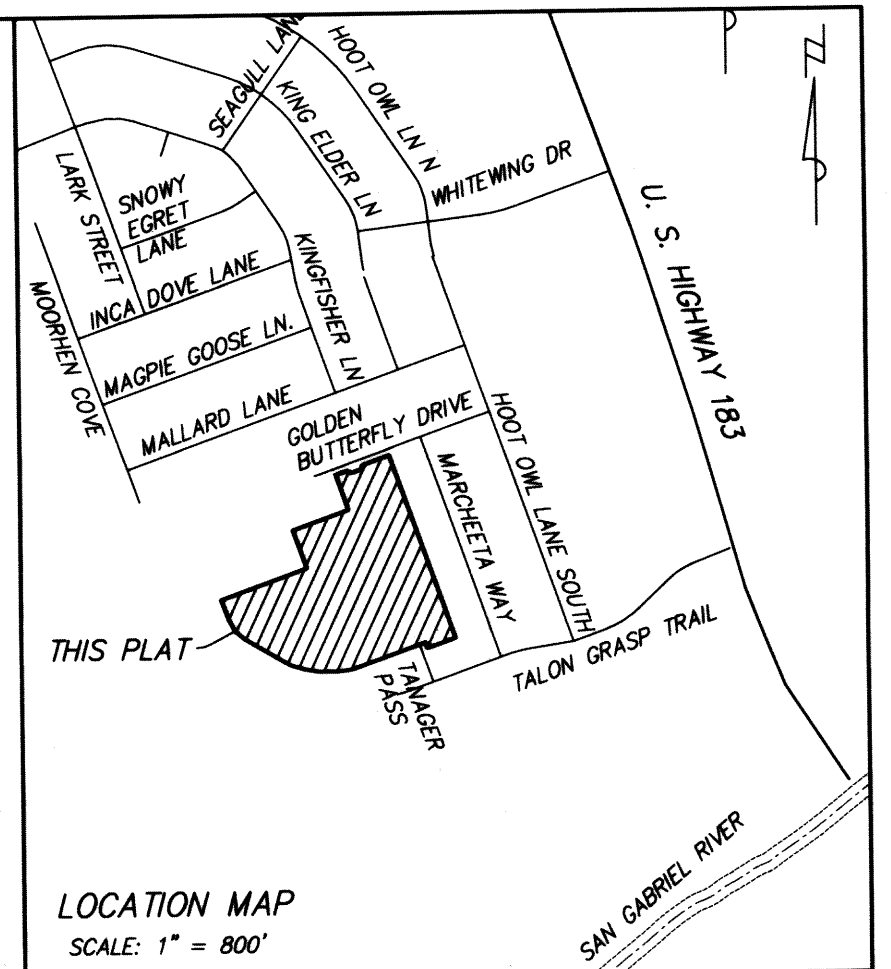 SEAGULL LANE
HOOT OWL LN N
KING ELDER LN
WHITEWING DR
N
U. S. HIGHWAY 183
LARK STREET
SNOWY
EGRET
LANE
KINGFISHER LN
INCA DOVE LANE
MOORHEN COVE
MAGPIE GOOSE LN.
MALLARD LANE
GOLDEN
BUTTERFLY DRIVE
HOOT OWL LANE SOUTH
MARCHEETA WAY
THIS PLAT
TANAGER
PASS
TALON GRASP TRAIL
SAN GABRIEL RIVER
LOCATION MAP
SCALE: 1" = 800'